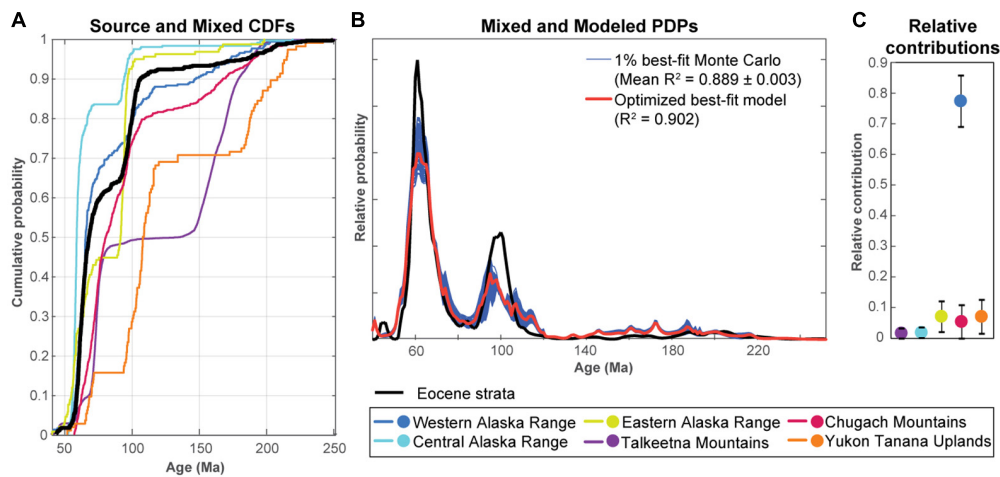 A
Source and Mixed CDFs
Cumulative probability
1
0.9
0.8
0.7
0.6
0.5
0.4
0.3
0.2
0.1
0
50
100
150
200
250
Age (Ma)
B
Mixed and Modeled PDPs
Relative probability
1% best-fit Monte Carlo
(Mean R² = 0.889 ± 0.003)
Optimized best-fit model
(R² = 0.902)
60
100
140
180
220
Age (Ma)
C
Relative
contributions
Relative contribution
0.9
0.8
0.7
0.6
0.5
0.4
0.3
0.2
0.1
0
Eocene strata
Western Alaska Range
Eastern Alaska Range
Chugach Mountains
Central Alaska Range
Talkeetna Mountains
Yukon Tanana Uplands